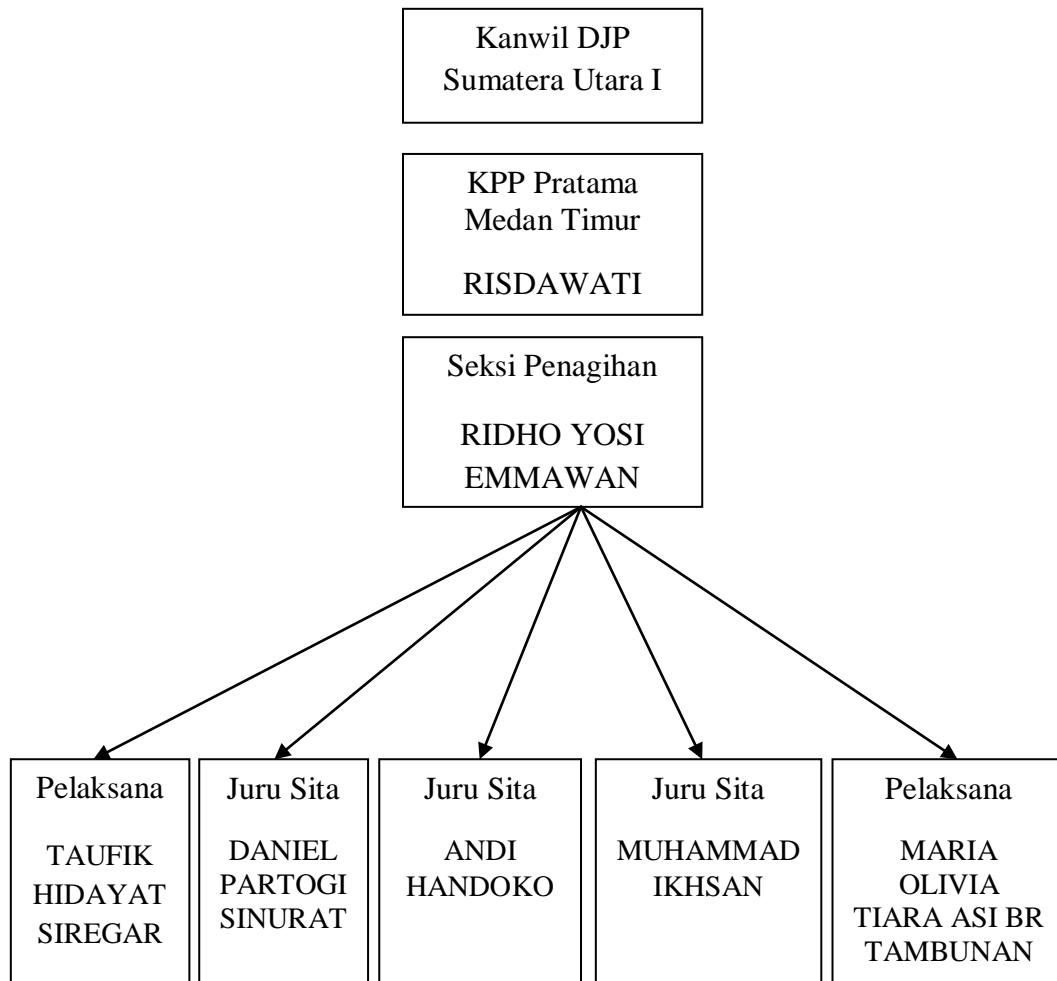 Kanwil DJP
Sumatera Utara I
KPP Pratama
Medan Timur
RISDAWATI
Seksi Penagihan
RIDHO YOSI
EMMAWAN
Pelaksana
TAUFIK
HIDAYAT
SIREGAR
Juru Sita
DANIEL
PARTOGI
SINURAT
Juru Sita
ANDI
HANDOKO
Juru Sita
MUHAMMAD
IKHSAN
Pelaksana
MARIA
OLIVIA
TIARA ASI BR
TAMBUNAN